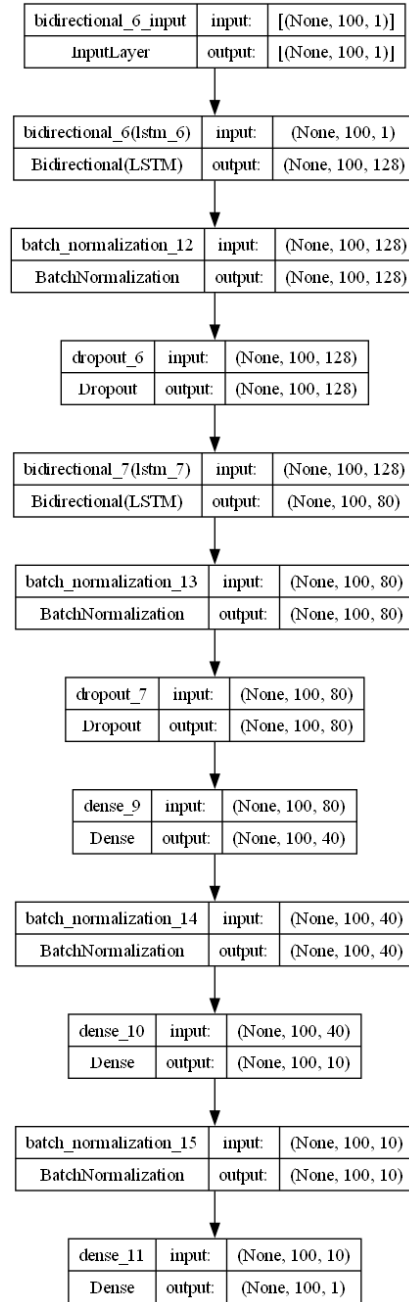 bidirectional_6_input input: [(None, 100, 1)]
InputLayer output: [(None, 100, 1)]
bidirectional_6(lstm_6) input: (None, 100, 1)
Bidirectional(LSTM) output: (None, 100, 128)
batch_normalization_12 input: (None, 100, 128)
BatchNormalization output: (None, 100, 128)
dropout_6 input: (None, 100, 128)
Dropout output: (None, 100, 128)
bidirectional_7(lstm_7) input: (None, 100, 128)
Bidirectional(LSTM) output: (None, 100, 80)
batch_normalization_13 input: (None, 100, 80)
BatchNormalization output: (None, 100, 80)
dropout_7 input: (None, 100, 80)
Dropout output: (None, 100, 80)
dense_9 input: (None, 100, 80)
Dense output: (None, 100, 40)
batch_normalization_14 input: (None, 100, 40)
BatchNormalization output: (None, 100, 40)
dense_10 input: (None, 100, 40)
Dense output: (None, 100, 10)
batch_normalization_15 input: (None, 100, 10)
BatchNormalization output: (None, 100, 10)
dense_11 input: (None, 100, 10)
Dense output: (None, 100, 1)